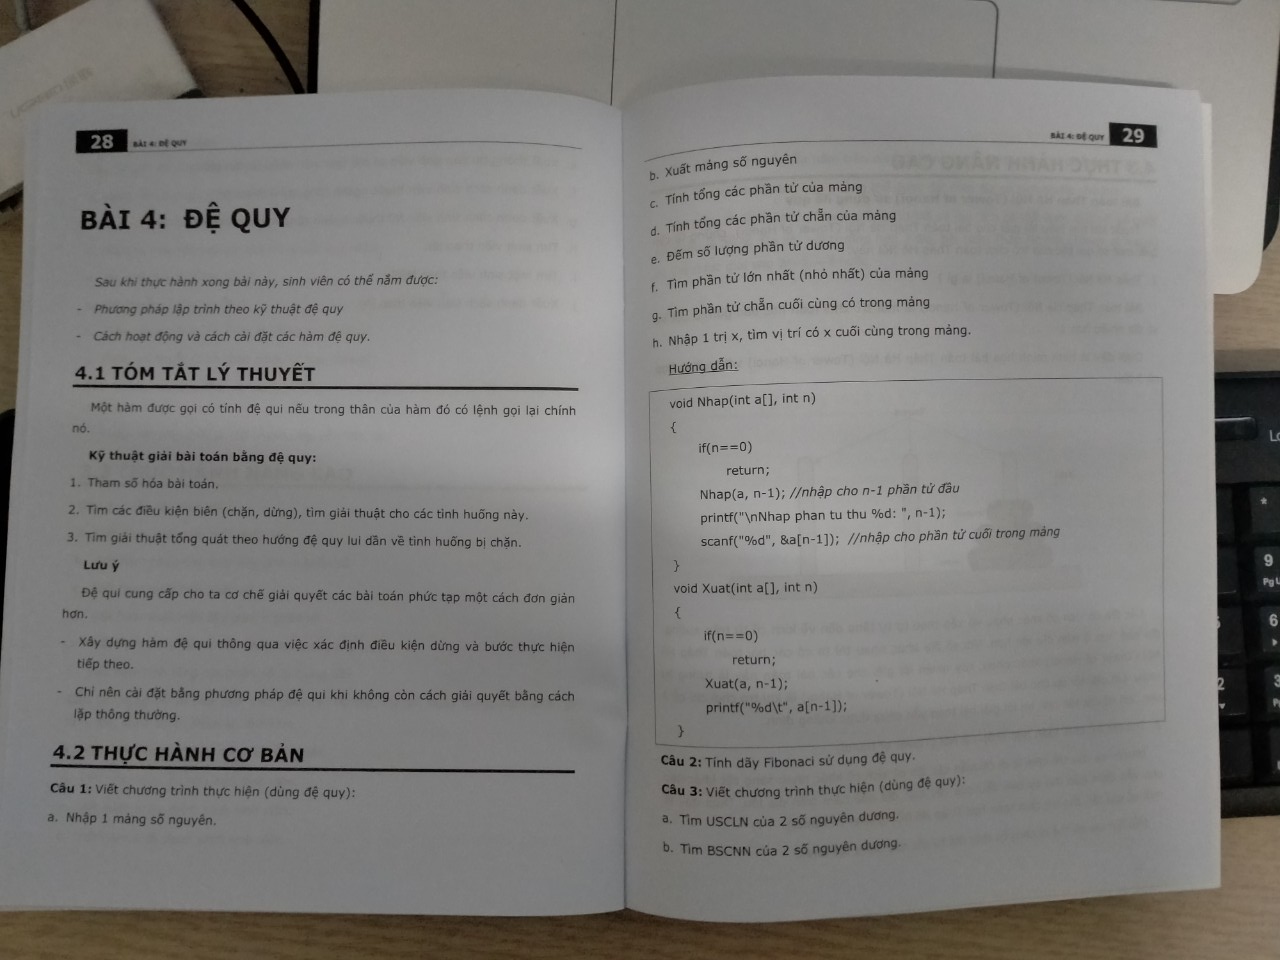 28
BÀI 4: ĐỆ QUY
BÀI 4: ĐỆ QUY
Sau khi thực hành xong bài này, sinh viên có thể nắm được:
- Phương pháp lập trình theo kỹ thuật đệ quy
- Cách hoạt động và cách cài đặt các hàm đệ quy.
4.1 TÓM TẮT LÝ THUYẾT
Một hàm được gọi có tính đệ qui nếu trong thân của hàm đó có lệnh gọi lại chính
nó.
Kỹ thuật giải bài toán bằng đệ quy:
1. Tham số hóa bài toán.
2. Tìm các điều kiện biên (chặn, dừng), tìm giải thuật cho các tình huống này.
3. Tìm giải thuật tổng quát theo hướng đệ quy lui dần về tình huống bị chặn.
Lưu ý
Đệ qui cung cấp cho ta cơ chế giải quyết các bài toán phức tạp một cách đơn giản
hơn.
- Xây dựng hàm đệ qui thông qua việc xác định điều kiện dừng và bước thực hiện
tiếp theo.
- Chỉ nên cài đặt bằng phương pháp đệ qui khi không còn cách giải quyết bằng cách
lặp thông thường.
4.2 THỰC HÀNH CƠ BẢN
Câu 1: Viết chương trình thực hiện (dùng đệ quy):
a. Nhập 1 mảng số nguyên.
BÀI 4: ĐỆ QUY
29
b. Xuất mảng số nguyên
c. Tính tổng các phần tử của mảng
d. Tính tổng các phần tử chẵn của mảng
e. Đếm số lượng phần tử dương
f. Tìm phần tử lớn nhất (nhỏ nhất) của mảng
g. Tìm phần tử chẵn cuối cùng có trong mảng
h. Nhập 1 trị x, tìm vị trí có x cuối cùng trong mảng.
Hướng dẫn:
void Nhap(int a[], int n)
{
if(n==0)
return;
Nhap(a, n-1); //nhập cho n-1 phần tử đầu
printf("\nNhap phan tu thu %d: ", n-1);
scanf("%d", &a[n-1]); //nhập cho phần tử cuối trong mảng
}
void Xuat(int a[], int n)
{
if(n==0)
return;
Xuat(a, n-1);
printf("%d\t", a[n-1]);
}
Câu 2: Tính dãy Fibonaci sử dụng đệ quy.
Câu 3: Viết chương trình thực hiện (dùng đệ quy):
a. Tìm USCLN của 2 số nguyên dương.
b. Tìm BSCNN của 2 số nguyên dương.